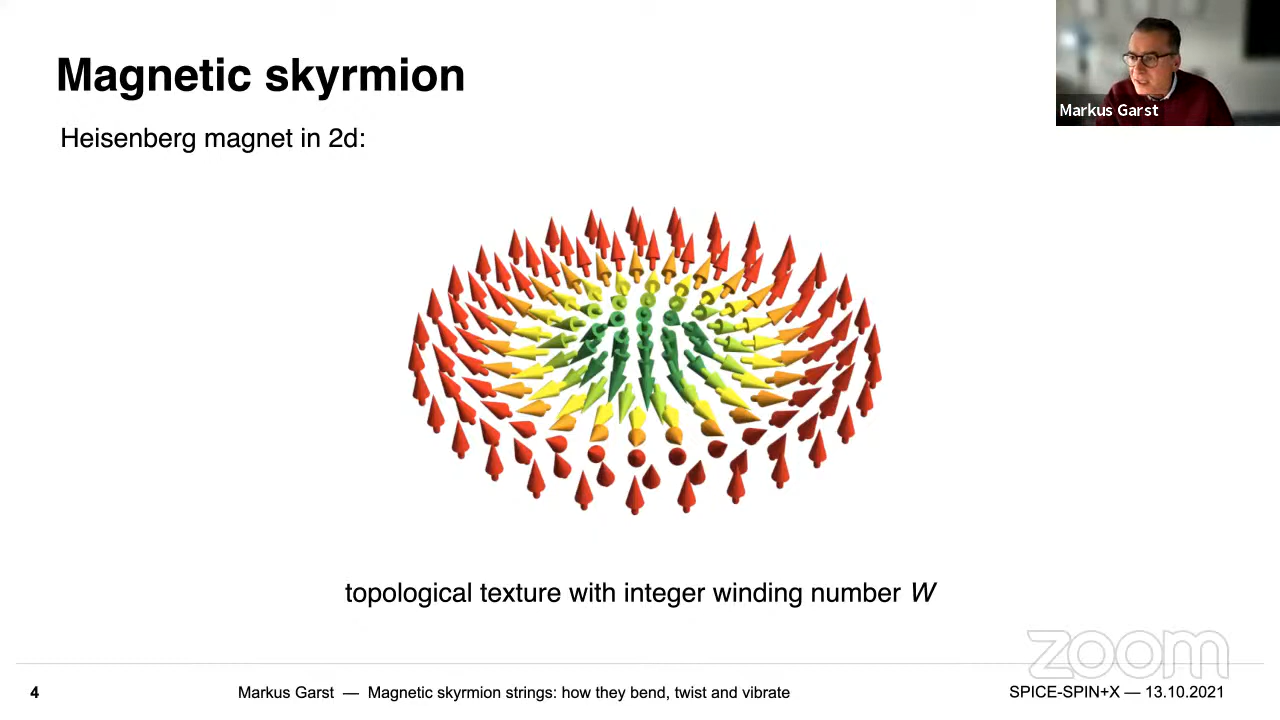 Magnetic skyrmion
Markus Garst
Heisenberg magnet in 2d:
topological texture with integer winding number W
zoom
4
Markus Garst — Magnetic skyrmion strings: how they bend, twist and vibrate
SPICE-SPIN+X — 13.10.2021